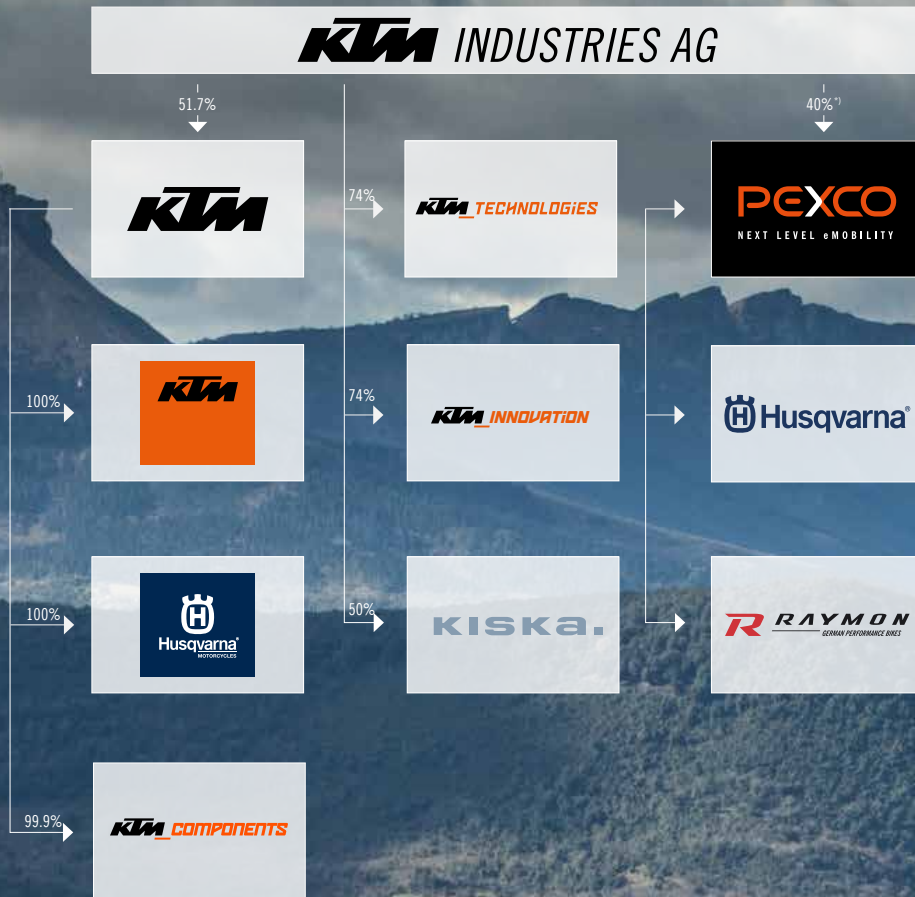 KTM INDUSTRIES AG
51.7%
40%*)
KTM
74%
KTM_TECHNOLOGIES
PEXCO
NEXT LEVEL eMOBILITY
100%
KTM
74%
KTM_INNOVATION
Husqvarna®
100%
Husqvarna®
MOTORCYCLES
50%
KISKA.
R RAYMON
GERMAN PERFORMANCE BIKES
99.9%
KTM_COMPONENTS